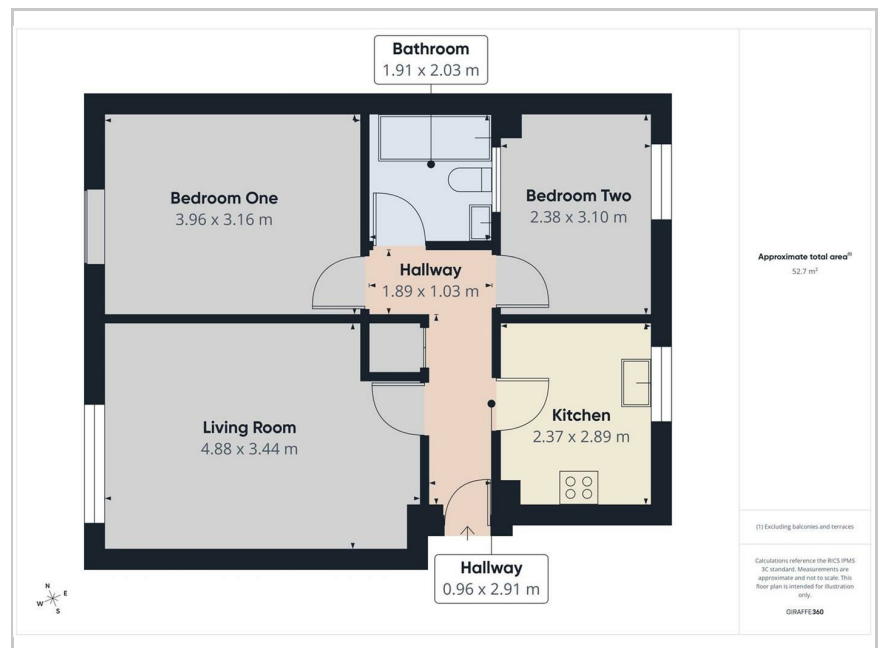 Bathroom
1.91 x 2.03 m
Bedroom One
3.96 x 3.16 m
Bedroom Two
2.38 x 3.10 m
Hallway
1.89 x 1.03 m
Living Room
4.88 x 3.44 m
Kitchen
2.37 x 2.89 m
Hallway
0.96 x 2.91 m
N
E
W
S
Approximate total area⁽¹⁾
52.7 m²
(1) Excluding balconies and terraces
Calculations reference the RICS IPMS
3C standard. Measurements are
approximate and not to scale. This
floor plan is intended for illustration
only.
GIRAFFE360